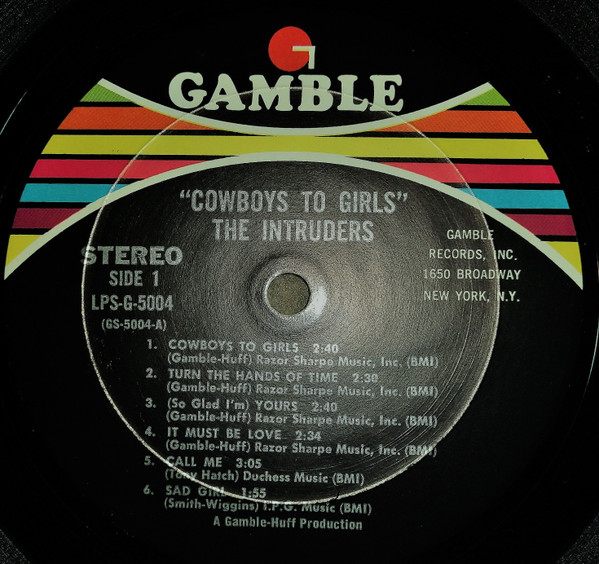 GAMBLE
"COWBOYS TO GIRLS"
THE INTRUDERS
STEREO
SIDE 1
LPS-G-5004
(GS-5004-A)
GAMBLE
RECORDS, INC.
1650 BROADWAY
NEW YORK, N.Y.
1. COWBOYS TO GIRLS 2:40
(Gamble-Huff) Razor Sharpe Music, Inc. (BMI)
2. TURN THE HANDS OF TIME 2:30
(Gamble-Huff) Razor Sharpe Music, Inc. (BMI)
3. (So Glad I'm) YOURS 2:40
(Gamble-Huff) Razor Sharpe Music, Inc. (BMI)
4. IT MUST BE LOVE 2:34
(Gamble-Huff) Razor Sharpe Music, Inc. (BMI)
5. CALL ME 3:05
(Tony Hatch) Duchess Music (BMI)
6. SAD GIRL 1:55
(Smith-Wiggins) I.P.G. Music (BMI)
A Gamble-Huff Production